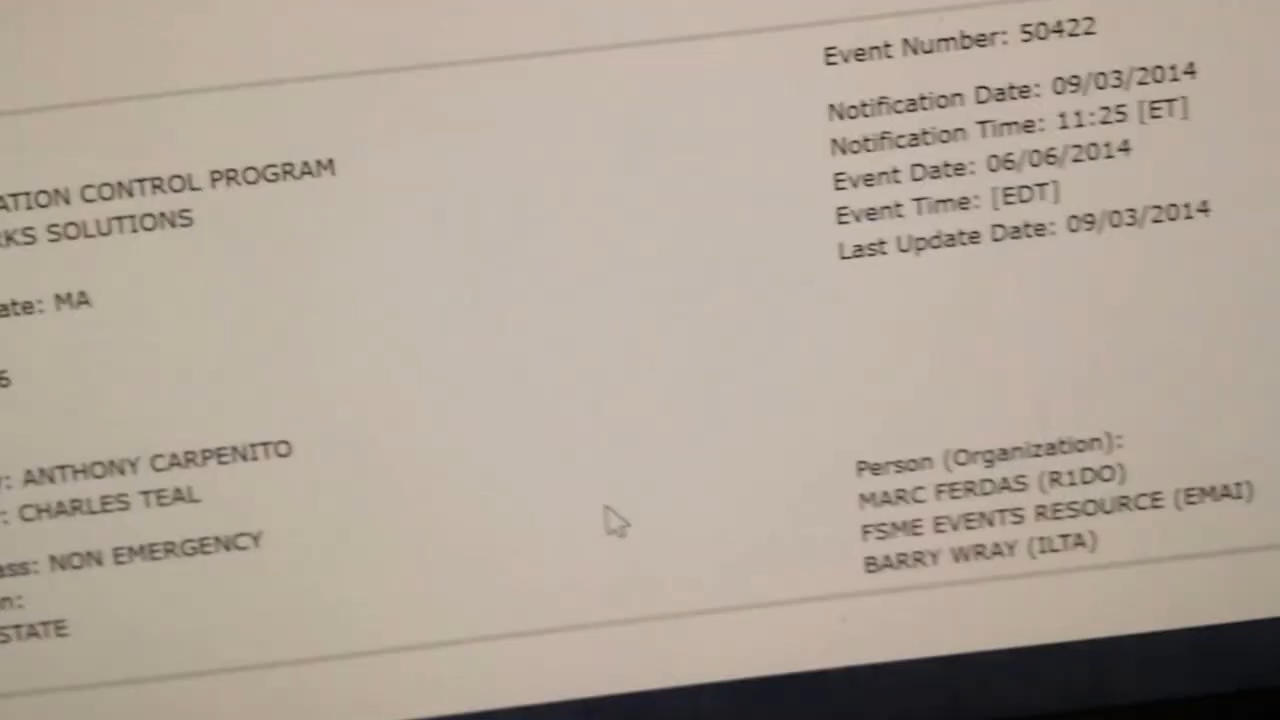 ATION CONTROL PROGRAM
RKS SOLUTIONS
ate: MA
6
y: ANTHONY CARPENITO
: CHARLES TEAL
ass: NON EMERGENCY
n:
STATE
Event Number: 50422
Notification Date: 09/03/2014
Notification Time: 11:25 [ET]
Event Date: 06/06/2014
Event Time: [EDT]
Last Update Date: 09/03/2014
Person (Organization):
MARC FERDAS (R1DO)
FSME EVENTS RESOURCE (EMAI)
BARRY WRAY (ILTA)